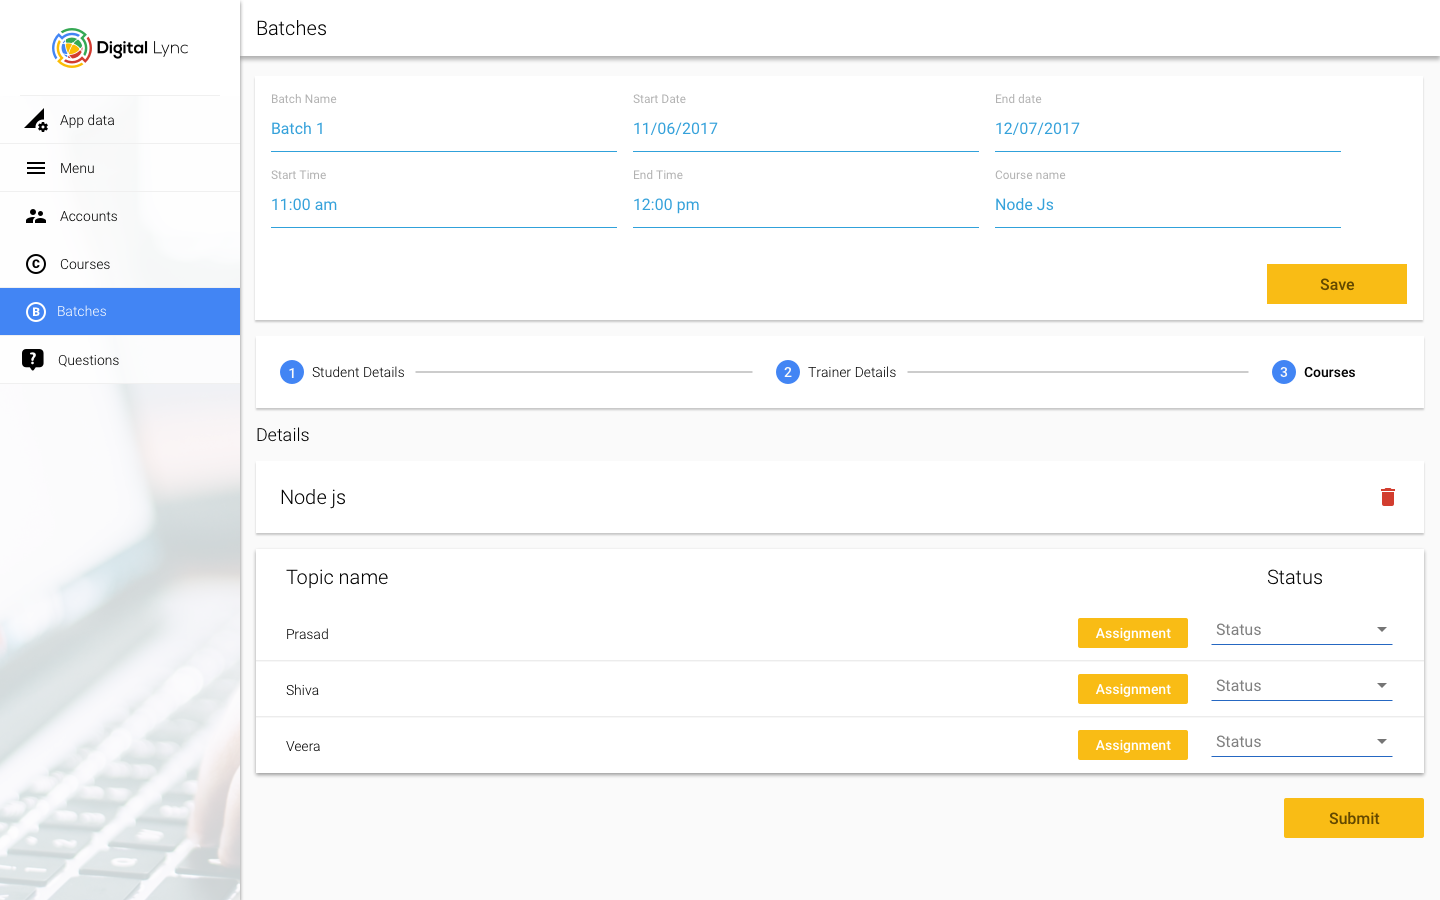 Digital Lync
App data
Menu
Accounts
C Courses
B Batches
? Questions
Batches
Batch Name Start Date End date
Batch 1 11/06/2017 12/07/2017
Start Time End Time Course name
11:00 am 12:00 pm Node Js
Save
1 Student Details 2 Trainer Details 3 Courses
Details
Node js
Topic name Status
Prasad Assignment Status
Shiva Assignment Status
Veera Assignment Status
Submit